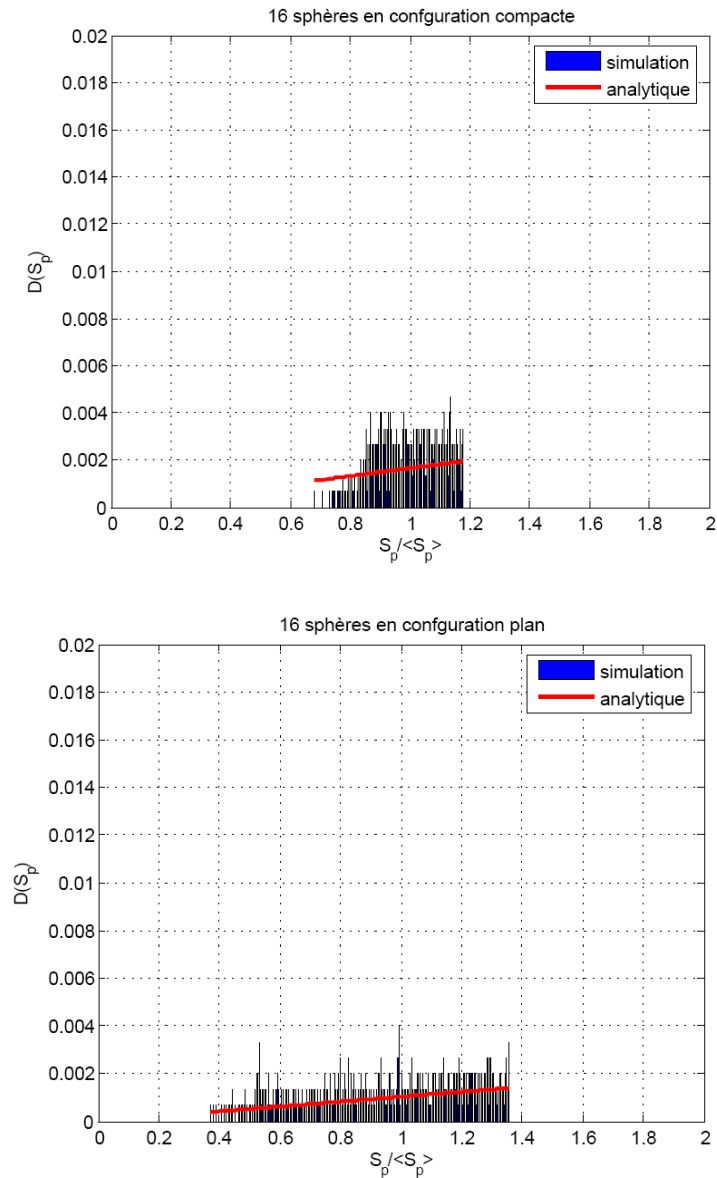 16 sphères en confguration compacte
0.02
0.018
0.016
0.014
0.012
0.01
0.008
0.006
0.004
0.002
0
D(S_p)
simulation
analytique
0 0.2 0.4 0.6 0.8 1 1.2 1.4 1.6 1.8 2
S_p/<S_p>
16 sphères en confguration plan
0.02
0.018
0.016
0.014
0.012
0.01
0.008
0.006
0.004
0.002
0
D(S_p)
simulation
analytique
0 0.2 0.4 0.6 0.8 1 1.2 1.4 1.6 1.8 2
S_p/<S_p>